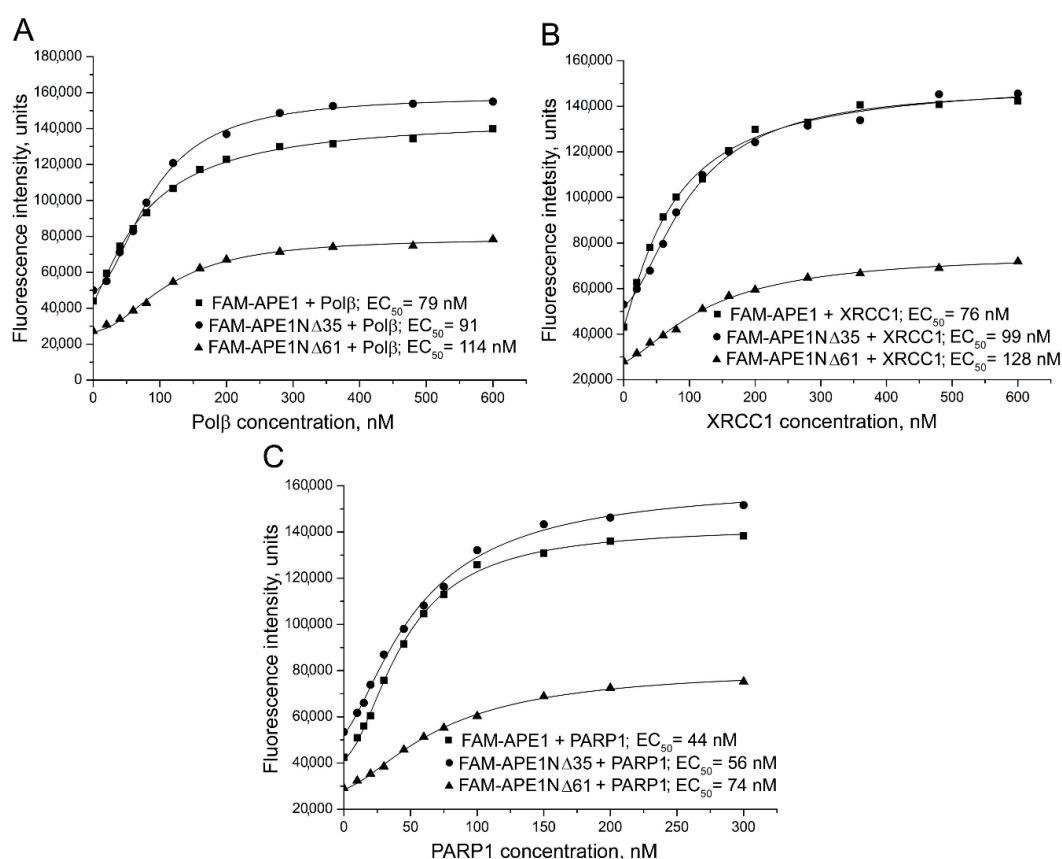 A
180,000
160,000
140,000
120,000
100,000
80,000
60,000
40,000
20,000
0
Fluorescence intensity, units
FAM-APE1 + Polβ; EC50= 79 nM
FAM-APE1NΔ35 + Polβ; EC50= 91
FAM-APE1NΔ61 + Polβ; EC50= 114 nM
0 100 200 300 400 500 600
Polβ concentration, nM
B
160,000
140,000
120,000
100,000
80,000
60,000
40,000
20,000
Fluorescence intetsity, units
FAM-APE1 + XRCC1; EC50= 76 nM
FAM-APE1NΔ35 + XRCC1; EC50= 99 nM
FAM-APE1NΔ61 + XRCC1; EC50= 128 nM
0 100 200 300 400 500 600
XRCC1 concentration, nM
C
160,000
140,000
120,000
100,000
80,000
60,000
40,000
20,000
Fluorescence intensity, units
FAM-APE1 + PARP1; EC50= 44 nM
FAM-APE1NΔ35 + PARP1; EC50= 56 nM
FAM-APE1NΔ61 + PARP1; EC50= 74 nM
0 50 100 150 200 250 300
PARP1 concentration, nM